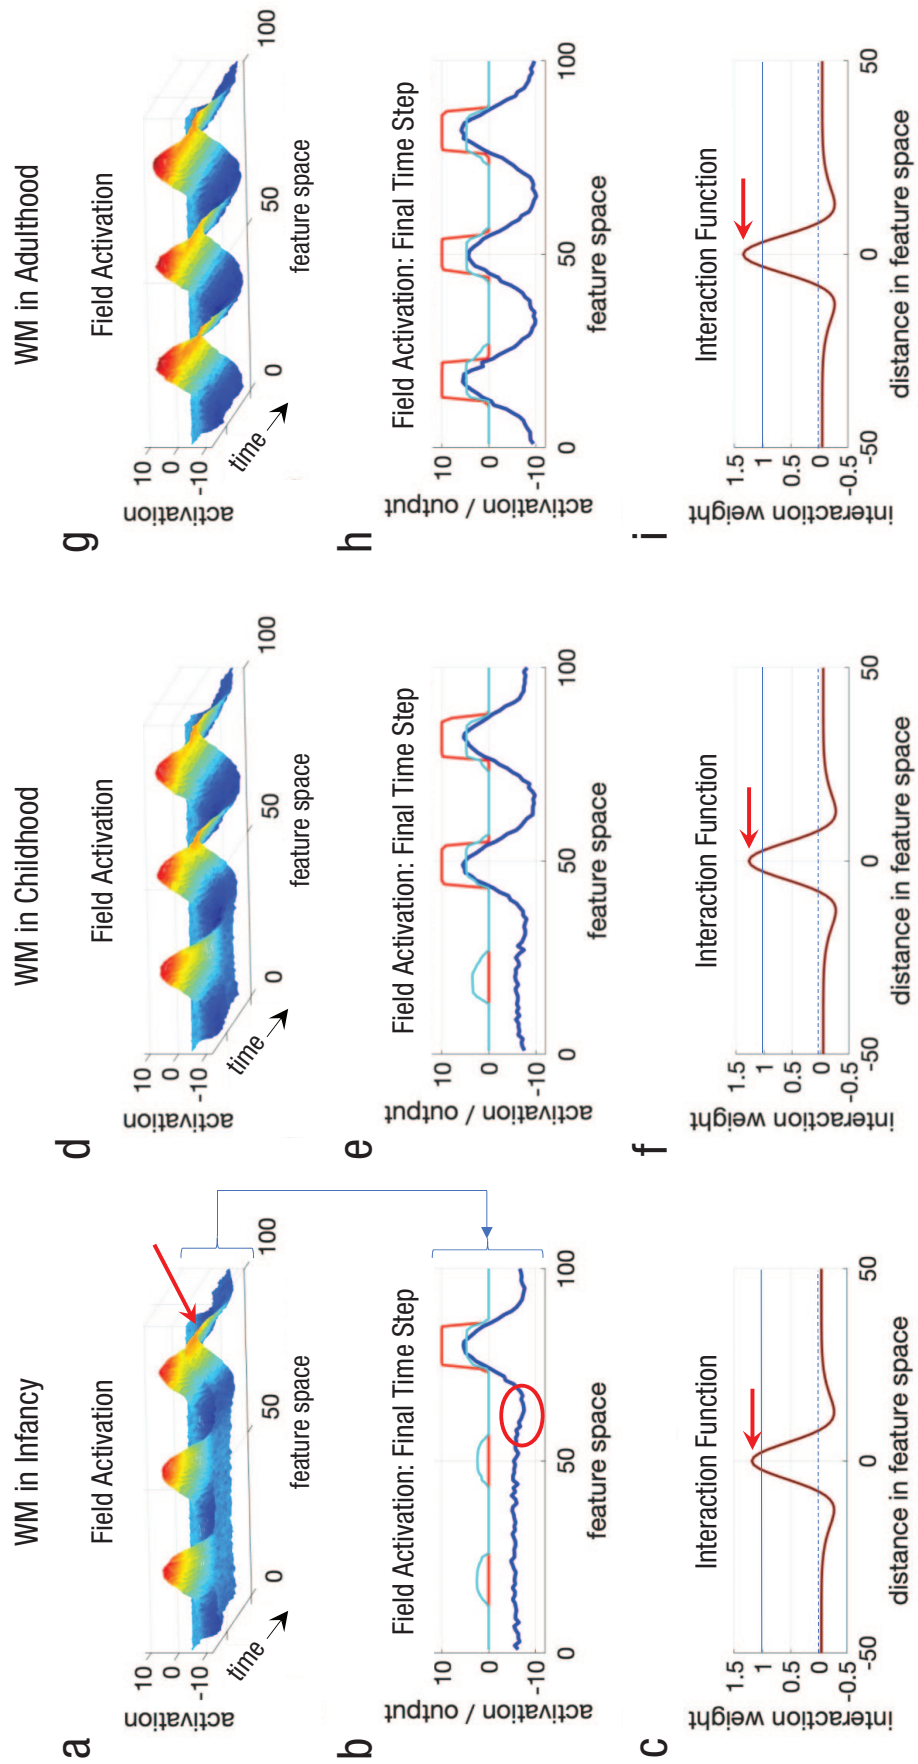 WM in Infancy
WM in Childhood
WM in Adulthood
a
Field Activation
activation
10
0
-10
time
0
50
100
feature space
d
Field Activation
activation
10
0
-10
time
0
50
100
feature space
g
Field Activation
activation
10
0
-10
time
0
50
100
feature space
b
Field Activation: Final Time Step
activation / output
10
0
-10
0
50
100
feature space
e
Field Activation: Final Time Step
activation / output
10
0
-10
0
50
100
feature space
h
Field Activation: Final Time Step
activation / output
10
0
-10
0
50
100
feature space
c
Interaction Function
interaction weight
1.5
1
0.5
0
-0.5
-50
0
50
distance in feature space
f
Interaction Function
interaction weight
1.5
1
0.5
0
-0.5
-50
0
50
distance in feature space
i
Interaction Function
interaction weight
1.5
1
0.5
0
-0.5
-50
0
50
distance in feature space